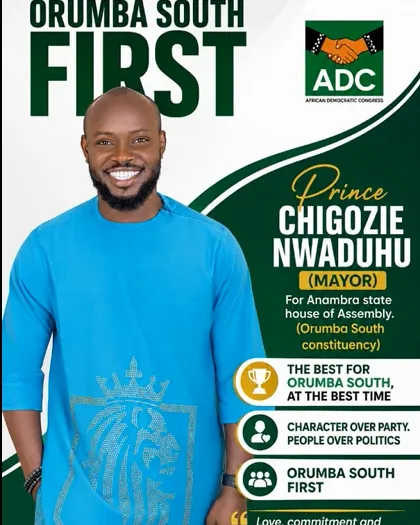 ORUMBA SOUTH
FIRST
ADC
AFRICAN DEMOCRATIC CONGRESS
Prince
CHIGOZIE
NWADUHU
(MAYOR)
For Anambra state
house of Assembly.
(Orumba South
constituency)
THE BEST FOR
ORUMBA SOUTH,
AT THE BEST TIME
CHARACTER OVER PARTY.
PEOPLE OVER POLITICS
ORUMBA SOUTH
FIRST
“ Love, commitment and